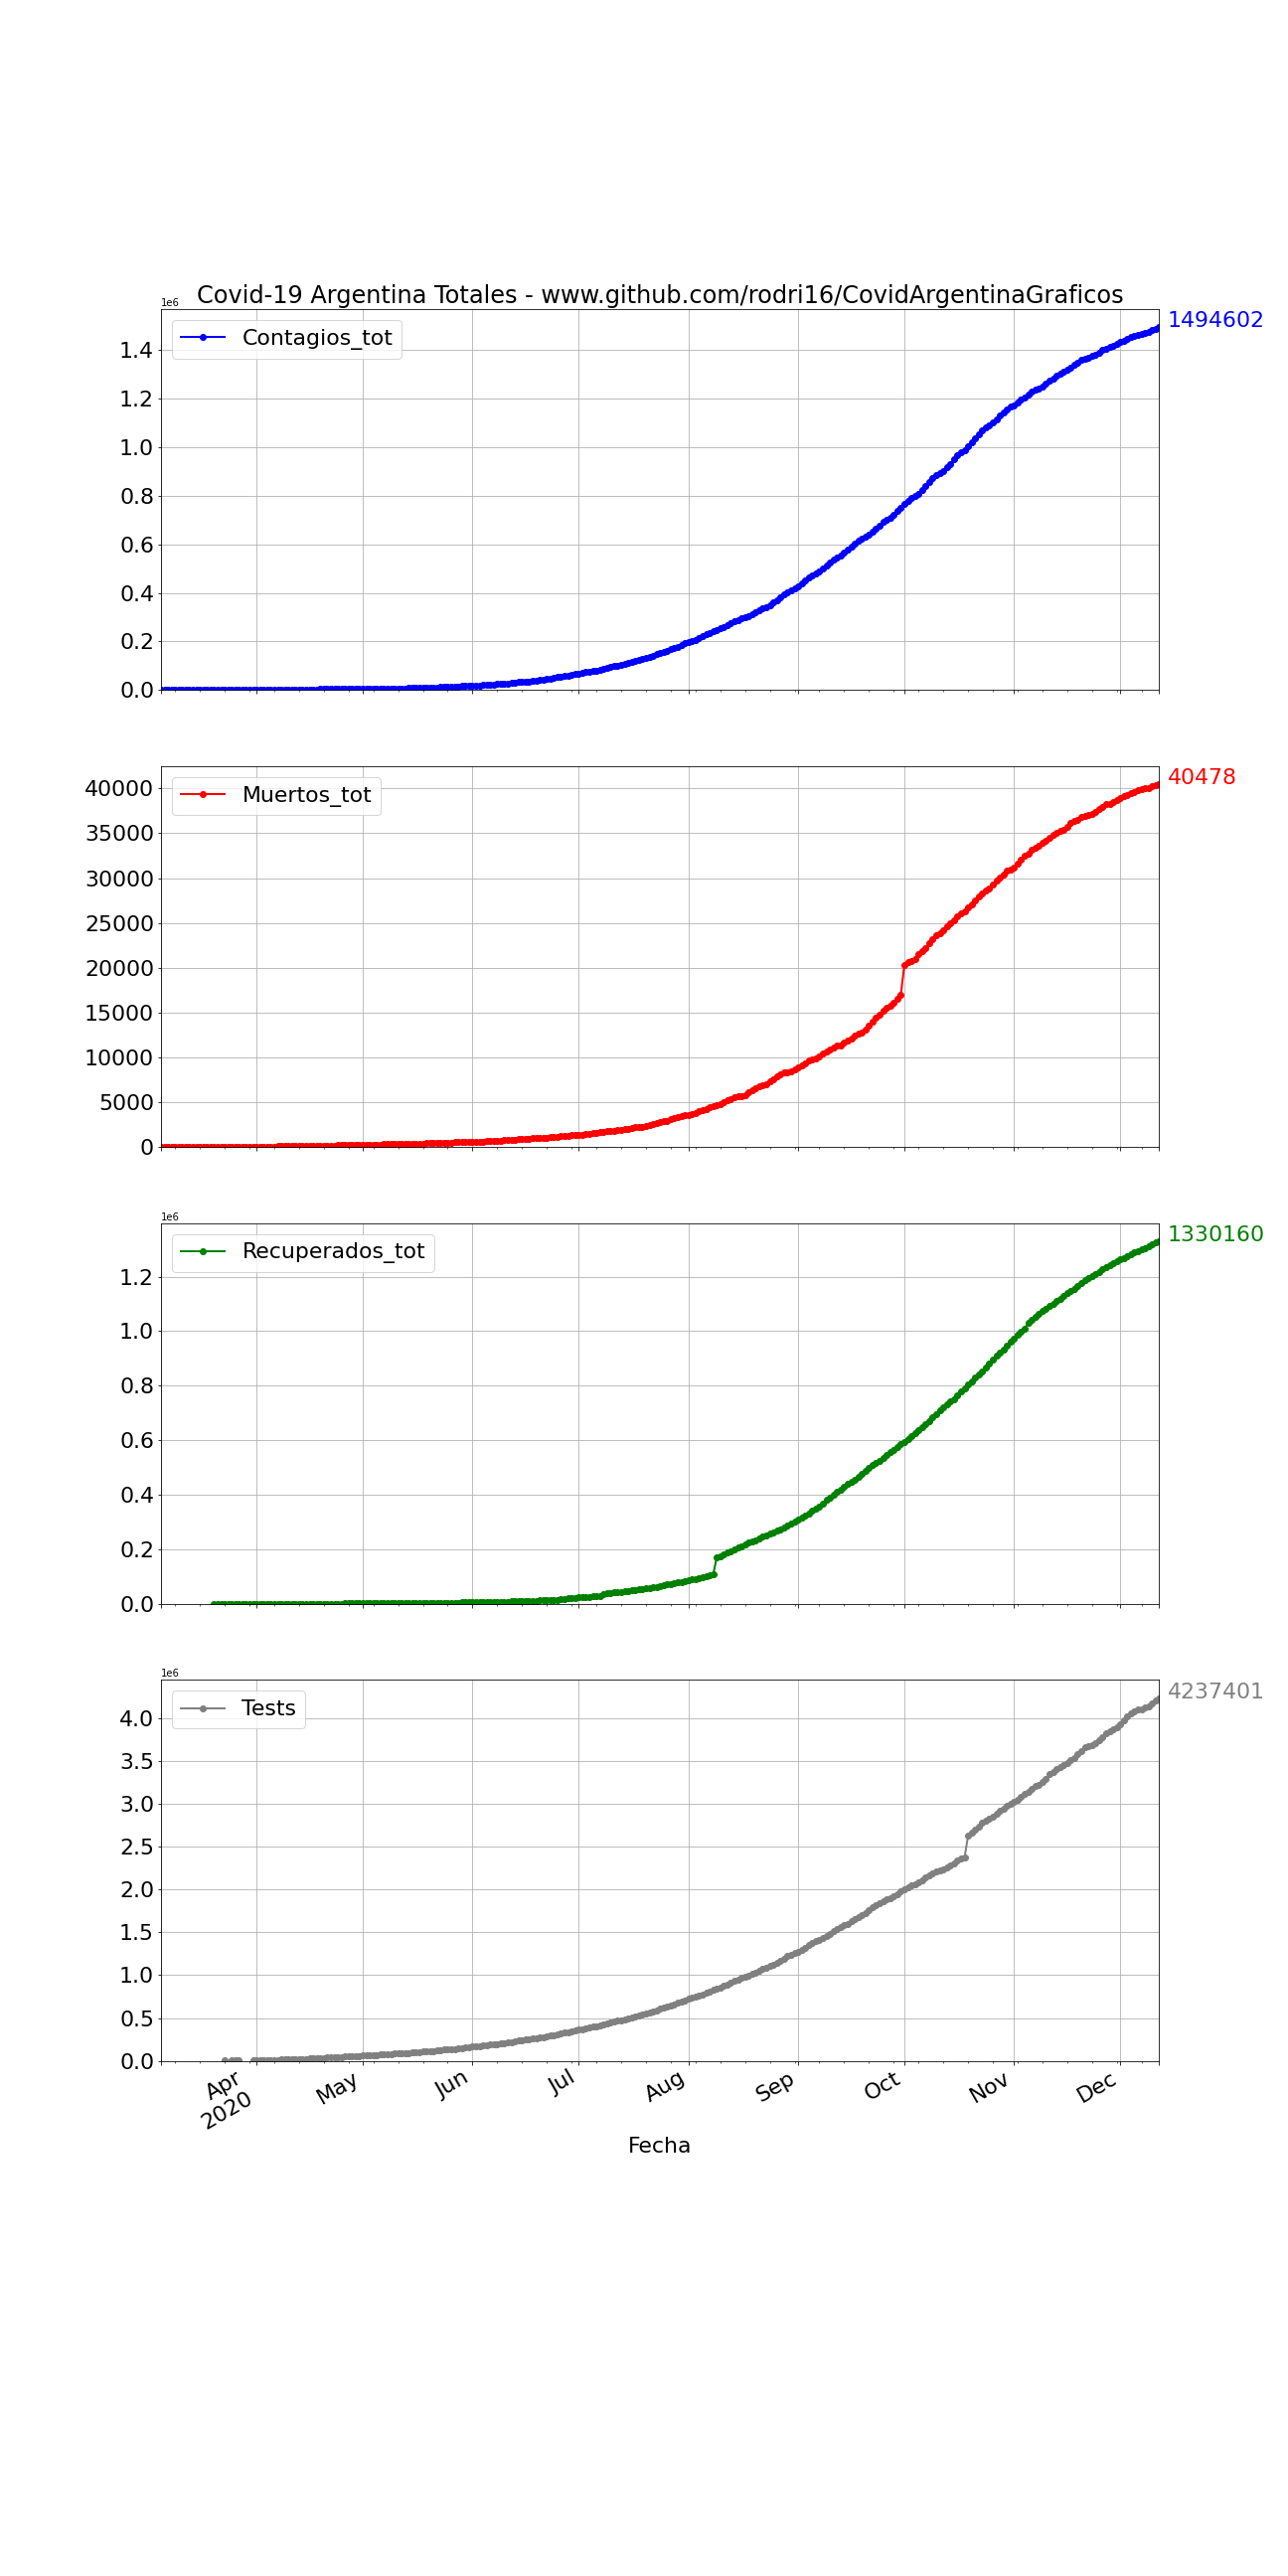 Covid-19 Argentina Totales - www.github.com/rodri16/CovidArgentinaGraficos
1e6
1494602
Contagios_tot
1.4
1.2
1.0
0.8
0.6
0.4
0.2
0.0
40478
Muertos_tot
40000
35000
30000
25000
20000
15000
10000
5000
0
1e6
1330160
Recuperados_tot
1.2
1.0
0.8
0.6
0.4
0.2
0.0
1e6
4237401
Tests
4.0
3.5
3.0
2.5
2.0
1.5
1.0
0.5
0.0
Apr
2020
May
Jun
Jul
Aug
Sep
Oct
Nov
Dec
Fecha